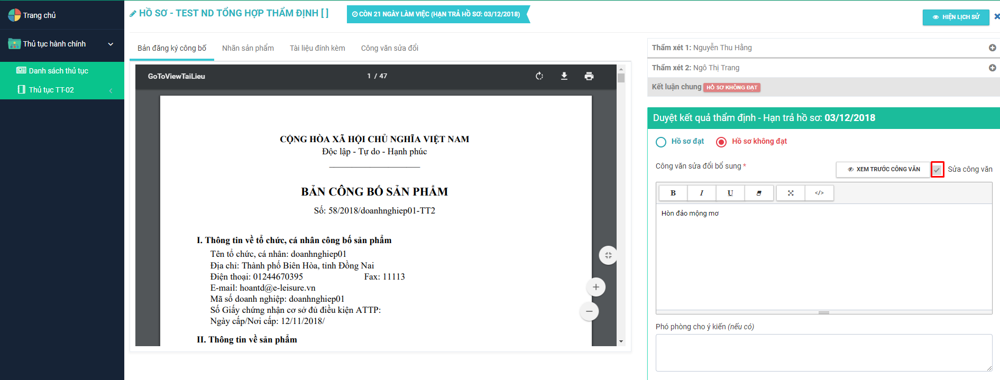 Trang chủ
Thủ tục hành chính
Danh sách thủ tục
Thủ tục TT-02
HỒ SƠ - TEST ND TỔNG HỢP THẨM ĐỊNH [ ]
CÒN 21 NGÀY LÀM VIỆC (HẠN TRẢ HỒ SƠ: 03/12/2018)
HIỆN LỊCH SỬ
Bản đăng ký công bố
Nhãn sản phẩm
Tài liệu đính kèm
Công văn sửa đổi
GoToViewTaiLieu
1 / 47
CỘNG HÒA XÃ HỘI CHỦ NGHĨA VIỆT NAM
Độc lập - Tự do - Hạnh phúc
BẢN CÔNG BỐ SẢN PHẨM
Số: 58/2018/doanhnghiep01-TT2
I. Thông tin về tổ chức, cá nhân công bố sản phẩm
Tên tổ chức, cá nhân: doanhnghiep01
Địa chỉ: Thành phố Biên Hòa, tỉnh Đồng Nai
Điện thoại: 01244670395 Fax: 11113
E-mail: hoantd@e-leisure.vn
Mã số doanh nghiệp: doanhnghiep01
Số Giấy chứng nhận cơ sở đủ điều kiện ATTP:
Ngày cấp/Nơi cấp: 12/11/2018/
II. Thông tin về sản phẩm
Thẩm xét 1: Nguyễn Thu Hằng
Thẩm xét 2: Ngô Thị Trang
Kết luận chung HỒ SƠ KHÔNG ĐẠT
Duyệt kết quả thẩm định - Hạn trả hồ sơ: 03/12/2018
Hồ sơ đạt
Hồ sơ không đạt
Công văn sửa đổi bổ sung *
XEM TRƯỚC CÔNG VĂN
Sửa công văn
B I U </>
Hòn đảo mộng mơ
Phó phòng cho ý kiến (nếu có)